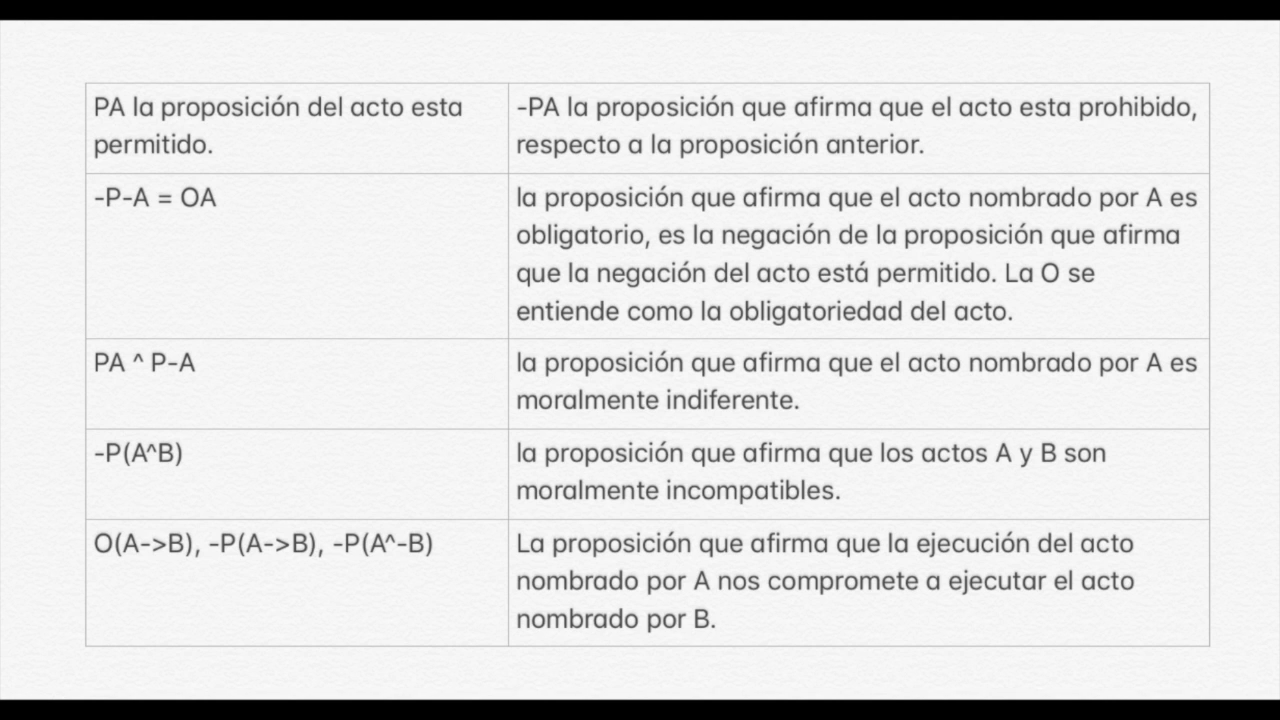 PA la proposición del acto esta
permitido.
-PA la proposición que afirma que el acto esta prohibido,
respecto a la proposición anterior.
-P-A = OA
la proposición que afirma que el acto nombrado por A es
obligatorio, es la negación de la proposición que afirma
que la negación del acto está permitido. La O se
entiende como la obligatoriedad del acto.
PA ^ P-A
la proposición que afirma que el acto nombrado por A es
moralmente indiferente.
-P(A^B)
la proposición que afirma que los actos A y B son
moralmente incompatibles.
O(A->B), -P(A->B), -P(A^-B)
La proposición que afirma que la ejecución del acto
nombrado por A nos compromete a ejecutar el acto
nombrado por B.